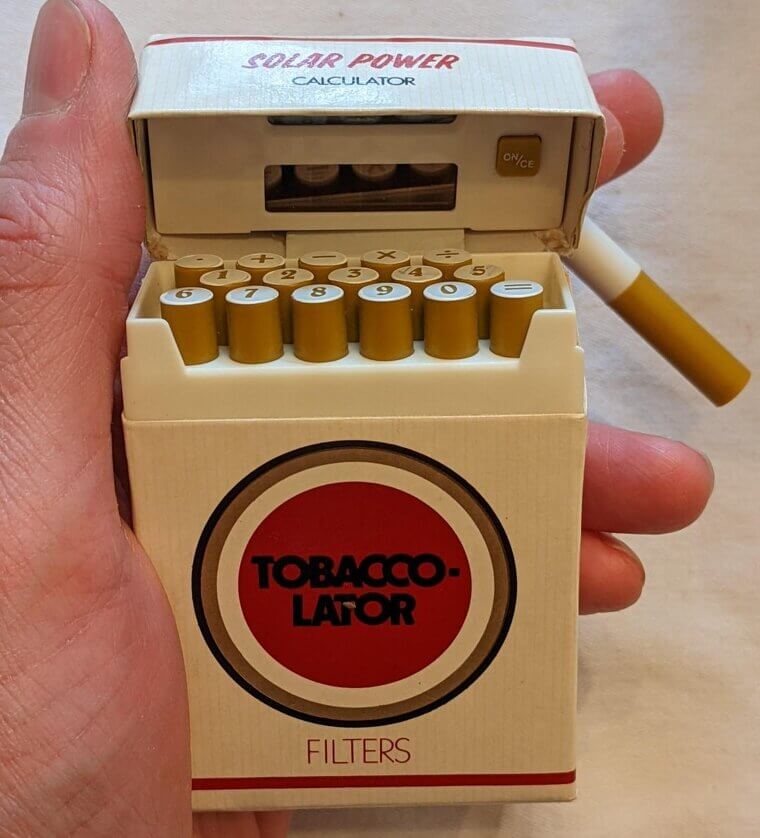 SOLAR POWER
CALCULATOR
ON/CE
· + − × ÷
1 2 3 4 5
6 7 8 9 0 =
TOBACCO-
LATOR
FILTERS